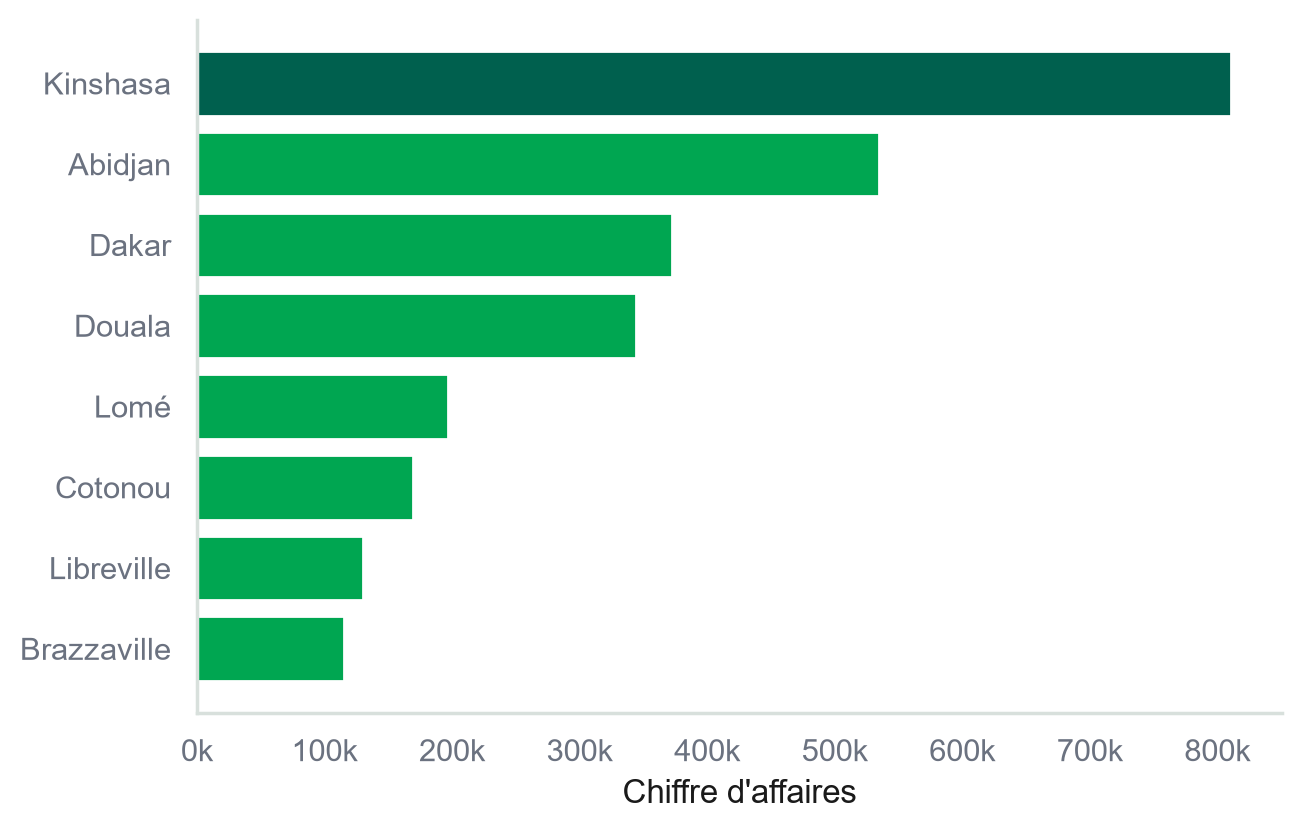 Kinshasa
Abidjan
Dakar
Douala
Lomé
Cotonou
Libreville
Brazzaville
0k 100k 200k 300k 400k 500k 600k 700k 800k
Chiffre d'affaires